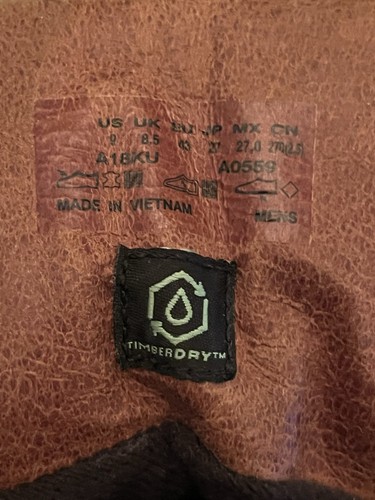 US UK EU JP MX CN
9 8.5 43 27 27.0 270(2.5)
A18KU A0559
MADE IN VIETNAM MENS
TIMBERDRY™